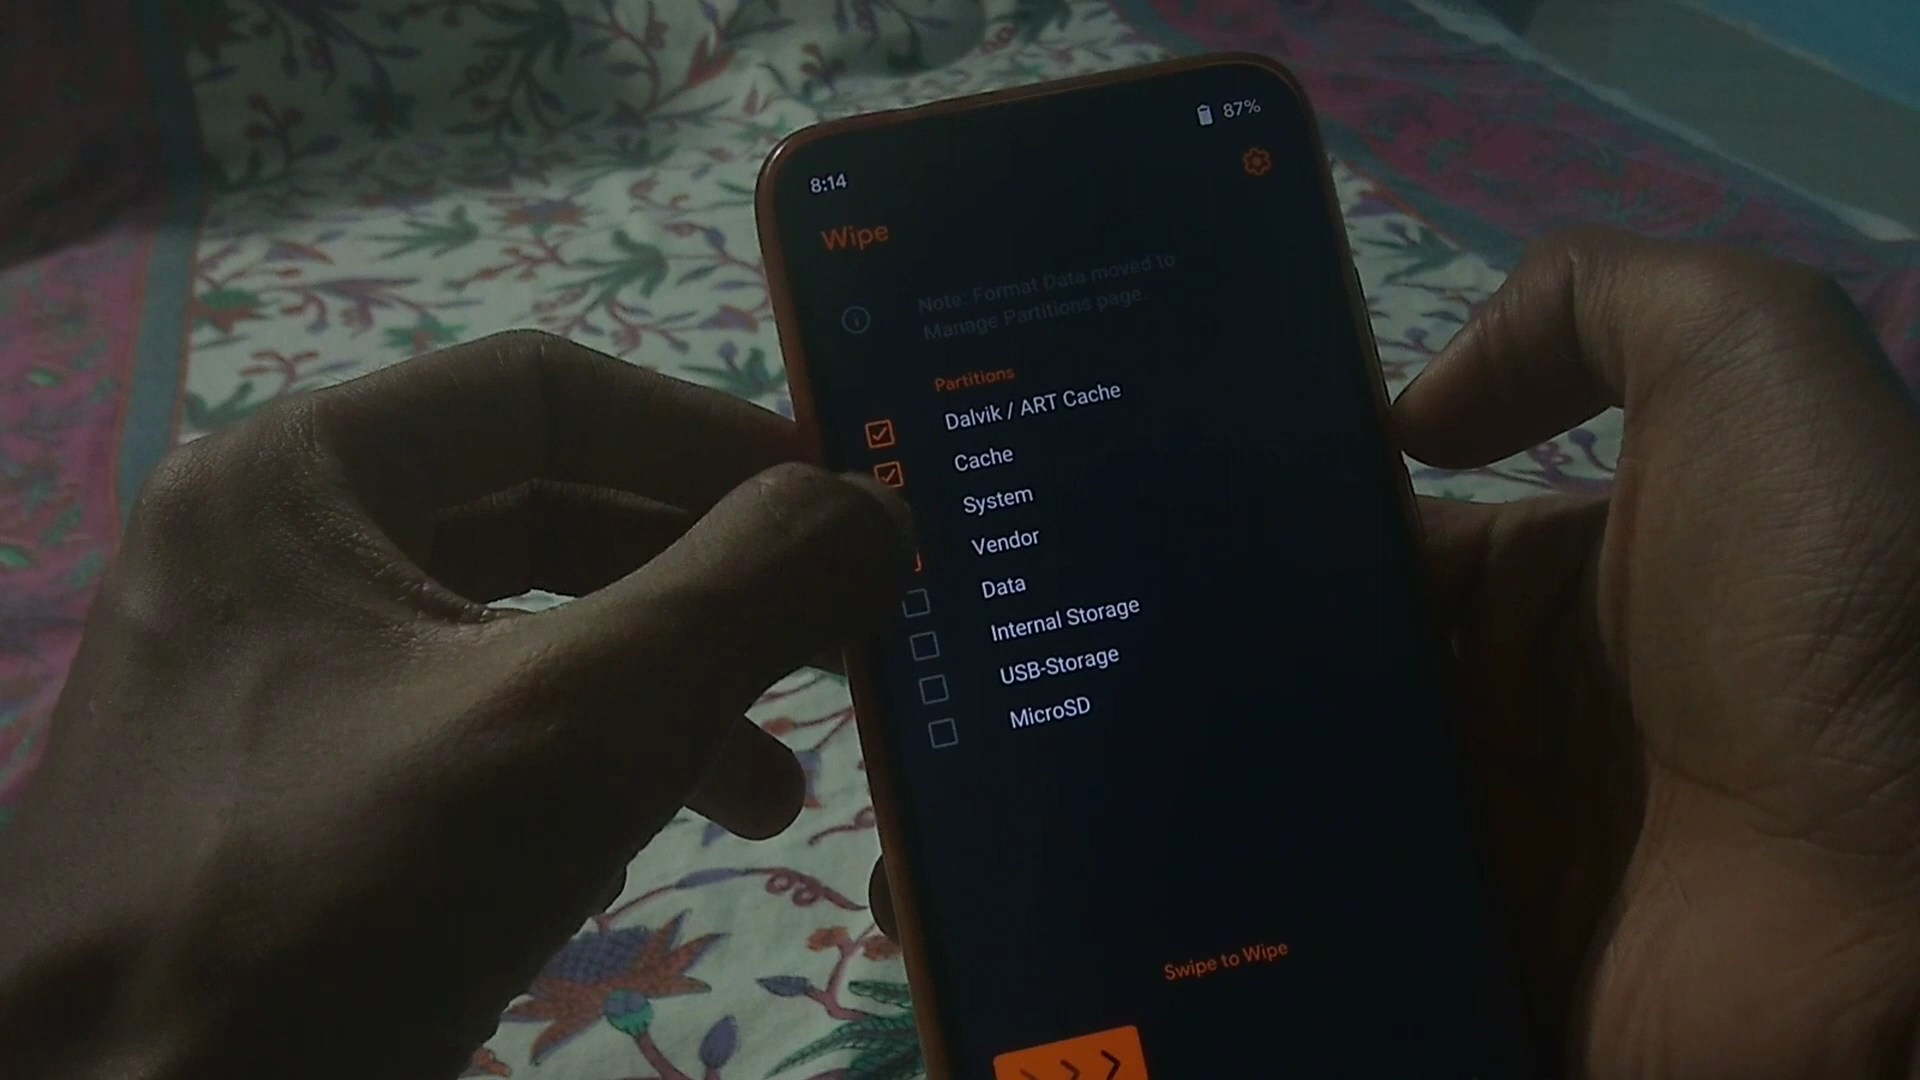 8:14
87%
Wipe
Note: Format Data moved to
Manage Partitions page.
Partitions
Dalvik / ART Cache
Cache
System
Vendor
Data
Internal Storage
USB-Storage
MicroSD
Swipe to Wipe